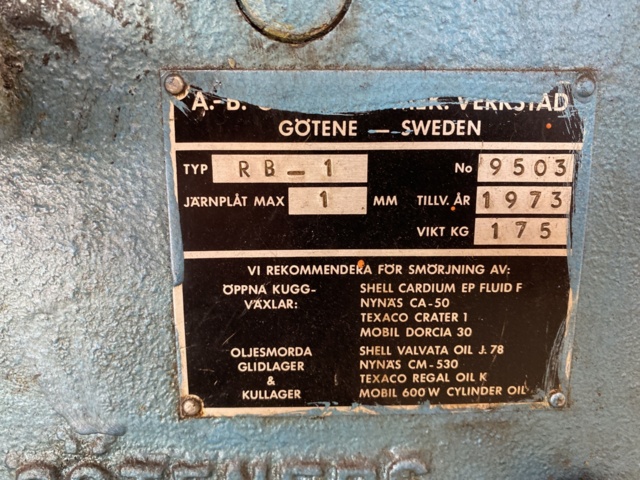 A.-B. VERKSTAD
GÖTENE — SWEDEN
TYP RB-1 No 9503
JÄRNPLÅT MAX 1 MM TILLV. ÅR 1973
VIKT KG 175
VI REKOMMENDERA FÖR SMÖRJNING AV:
ÖPPNA KUGG- SHELL CARDIUM EP FLUID F
VÄXLAR: NYNÄS CA-50
TEXACO CRATER 1
MOBIL DORCIA 30
OLJESMORDA SHELL VALVATA OIL J. 78
GLIDLAGER NYNÄS CM-530
& TEXACO REGAL OIL K
KULLAGER MOBIL 600 W CYLINDER OIL